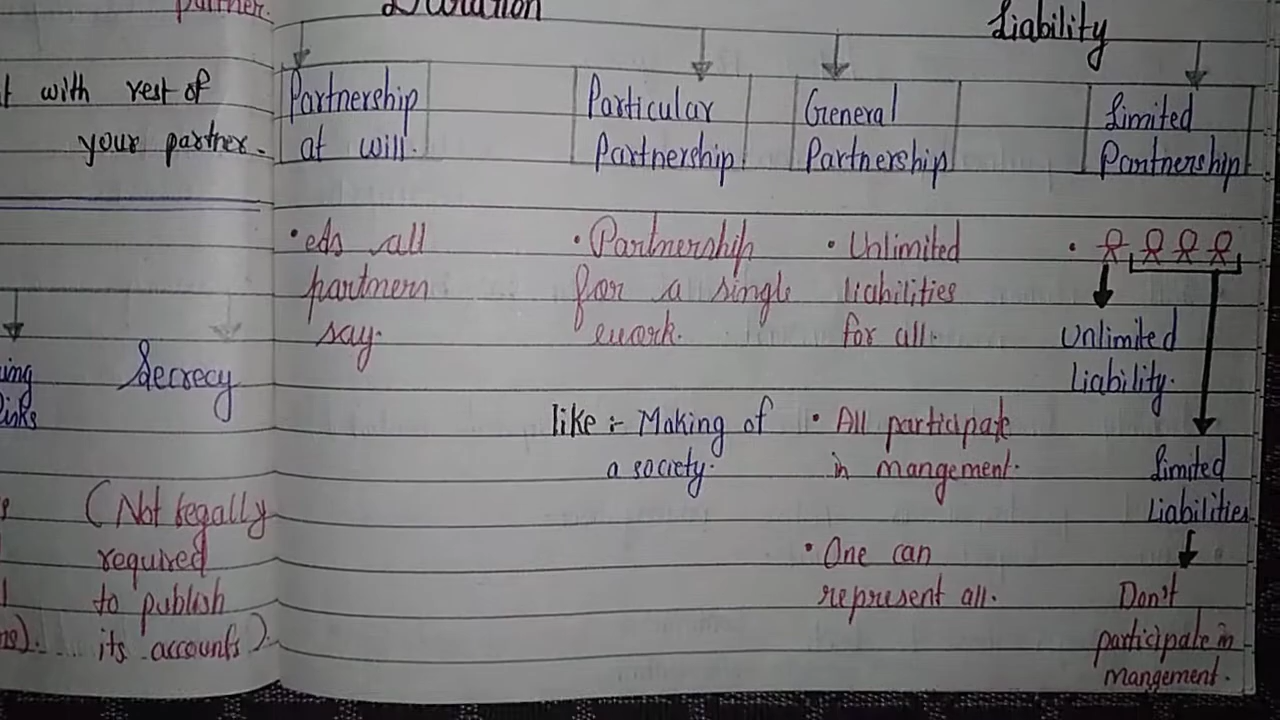 partner.
Duration
Liability
t with rest of
your partner.
Partnership
at will.
Particular
Partnership
General
Partnership
Limited
Partnership
• As all
partners
say.
• Partnership
for a single
work.
like :- Making of
a society.
• Unlimited
liabilities
for all.
• All participate
in mangement.
• One can
represent all.
•
Unlimited
Liability.
Limited
Liabilities
Don't
participate in
mangement.
Secrecy
(Not legally
required
to publish
its accounts).